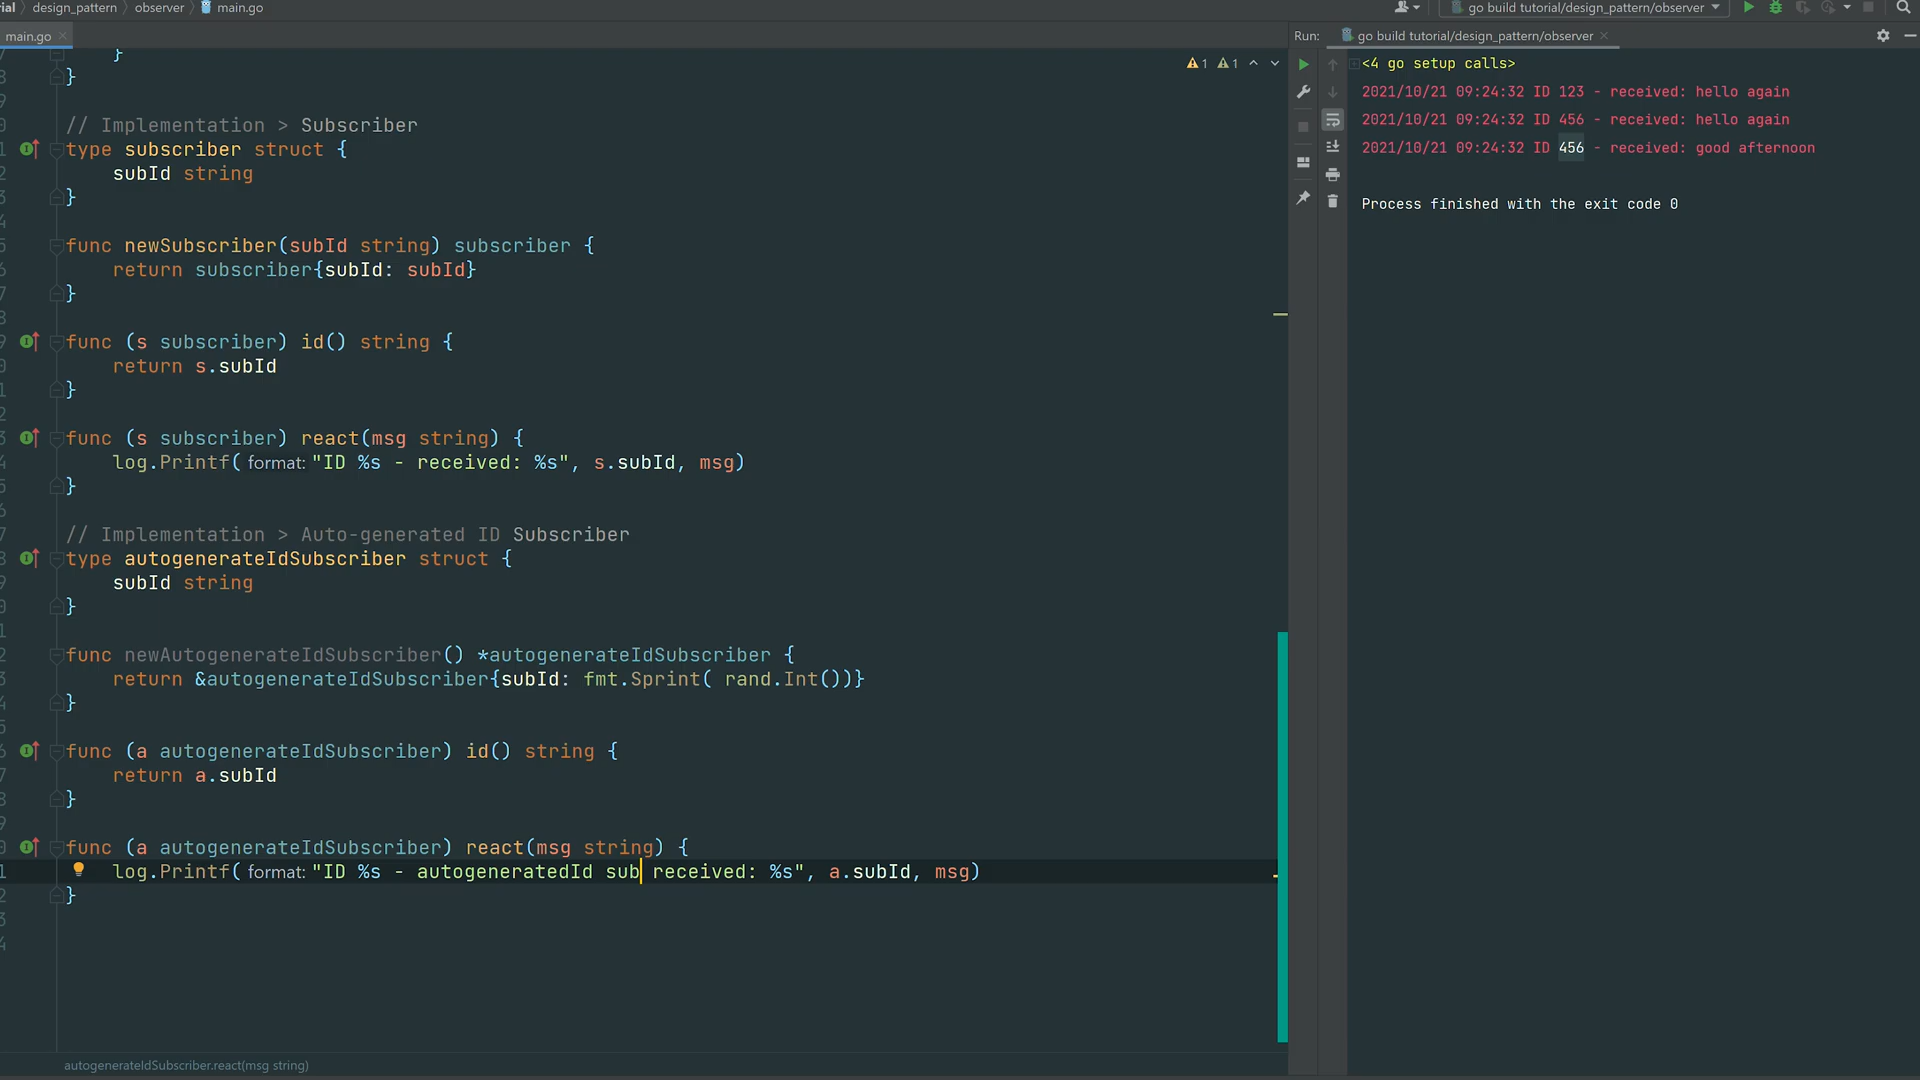 ial design_pattern observer main.go
go build tutorial/design_pattern/observer
main.go
Run: go build tutorial/design_pattern/observer
}
}
// Implementation > Subscriber
type subscriber struct {
subId string
}
func newSubscriber(subId string) subscriber {
return subscriber{subId: subId}
}
func (s subscriber) id() string {
return s.subId
}
func (s subscriber) react(msg string) {
log.Printf( format: "ID %s - received: %s", s.subId, msg)
}
// Implementation > Auto-generated ID Subscriber
type autogenerateIdSubscriber struct {
subId string
}
func newAutogenerateIdSubscriber() *autogenerateIdSubscriber {
return &autogenerateIdSubscriber{subId: fmt.Sprint( rand.Int())}
}
func (a autogenerateIdSubscriber) id() string {
return a.subId
}
func (a autogenerateIdSubscriber) react(msg string) {
log.Printf( format: "ID %s - autogeneratedId sub received: %s", a.subId, msg)
}
autogenerateIdSubscriber.react(msg string)
1 1
<4 go setup calls>
2021/10/21 09:24:32 ID 123 - received: hello again
2021/10/21 09:24:32 ID 456 - received: hello again
2021/10/21 09:24:32 ID 456 - received: good afternoon
Process finished with the exit code 0